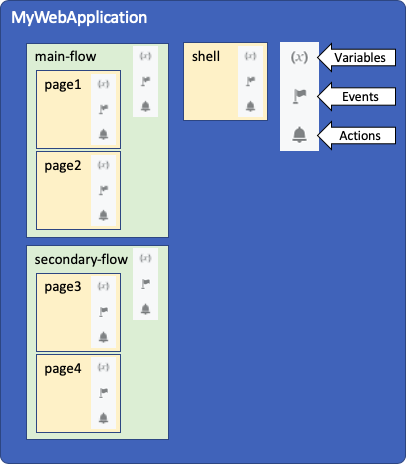 MyWebApplication
main-flow
(x)
page1
(x)
page2
(x)
shell
(x)
(x)
Variables
Events
Actions
secondary-flow
(x)
page3
(x)
page4
(x)